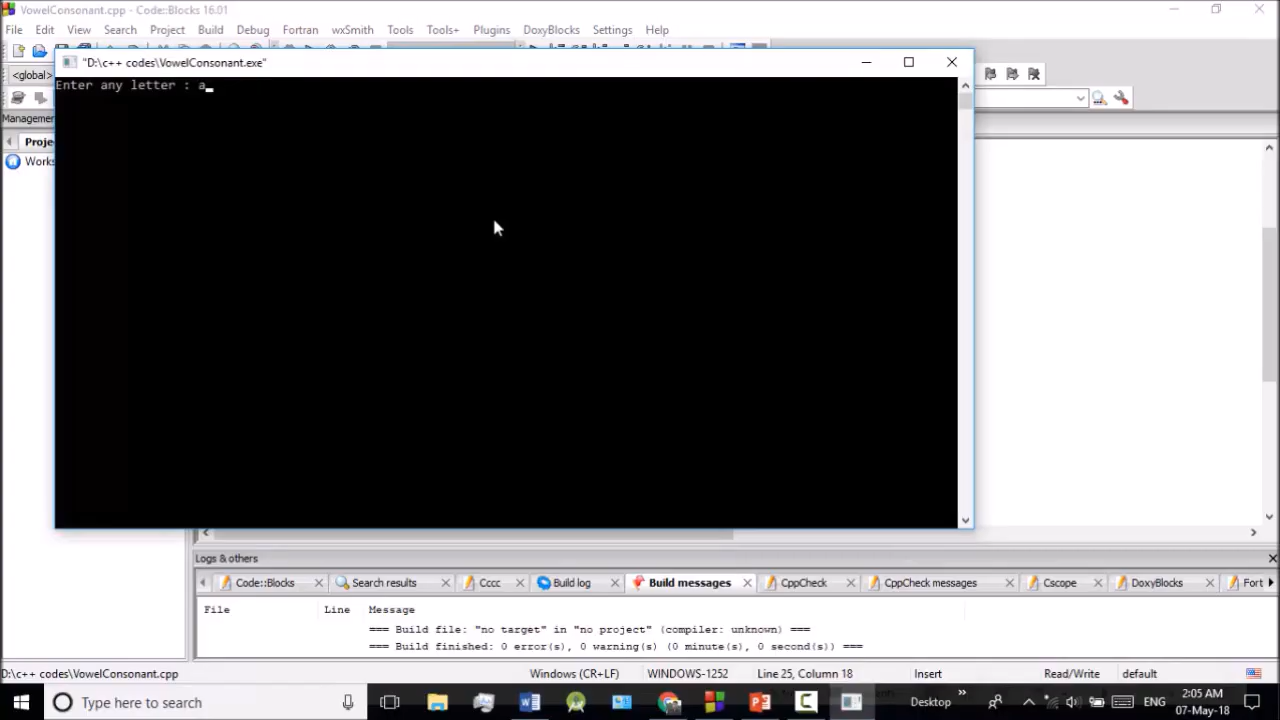 VowelConsonant.cpp - Code::Blocks 16.01
File Edit View Search Project Build Debug Fortran wxSmith Tools Tools+ Plugins DoxyBlocks Settings Help
"D:\c++ codes\VowelConsonant.exe"
<global>
Enter any letter : a
Managemen
Proje
Works
Logs & others
Code::Blocks Search results Cccc Build log Build messages CppCheck CppCheck messages Cscope DoxyBlocks Fort
File Line Message
=== Build file: "no target" in "no project" (compiler: unknown) ===
=== Build finished: 0 error(s), 0 warning(s) (0 minute(s), 0 second(s)) ===
D:\c++ codes\VowelConsonant.cpp Windows (CR+LF) WINDOWS-1252 Line 25, Column 18 Insert Read/Write default
Type here to search Desktop ENG 2:05 AM
07-May-18